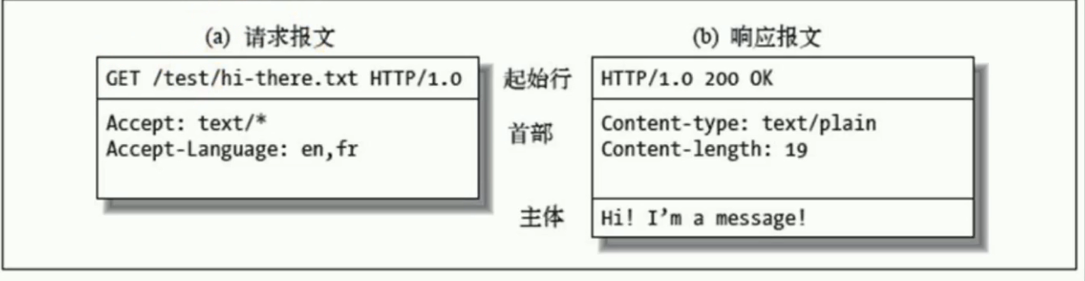 (a) 请求报文
GET /test/hi-there.txt HTTP/1.0
Accept: text/*
Accept-Language: en,fr
起始行
首部
主体
(b) 响应报文
HTTP/1.0 200 OK
Content-type: text/plain
Content-length: 19
Hi! I’m a message!